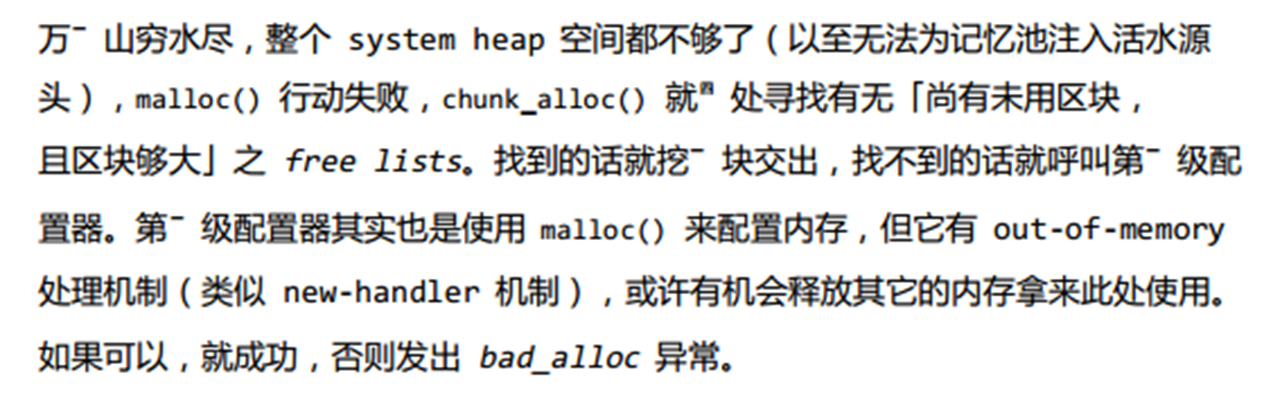 万一 山穷水尽，整个 system heap 空间都不够了（以至无法为记忆池注入活水源
头），malloc() 行动失败，chunk_alloc() 就四 处寻找有无「尚有未用区块，
且区块够大」之 free lists。找到的话就挖一 块交出，找不到的话就呼叫第一 级配
置器。第一 级配置器其实也是使用 malloc() 来配置内存，但它有 out-of-memory
处理机制（类似 new-handler 机制），或许有机会释放其它的内存拿来此处使用。
如果可以，就成功，否则发出 bad_alloc 异常。